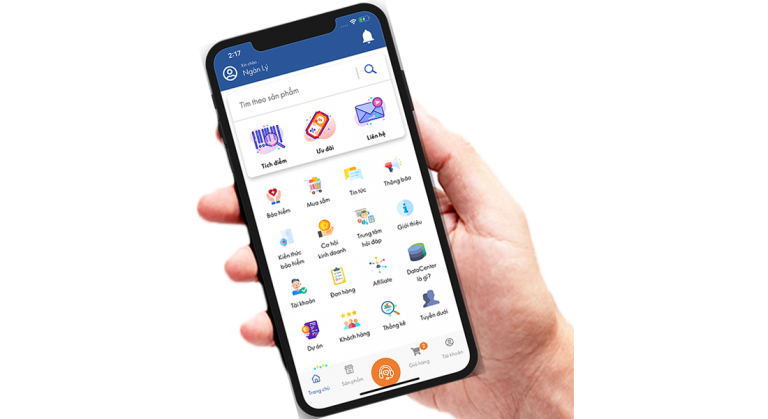 2:17
Xin chào ,
Ngân Lý
Tìm theo sản phẩm
Tích điểm
Ưu đãi
Liên hệ
Bảo hiểm
Mua sắm
Tin tức
Thông báo
Kiến thức
bảo hiểm
Cơ hội
kinh doanh
Trung tâm
hỏi đáp
Giới thiệu
Tài khoản
Đơn hàng
Affiliate
DataCenter
là gì?
Dự án
Khách hàng
Thống kê
Tuyến dưới
Trang chủ
Sản phẩm
2
Giỏ hàng
Tài khoản